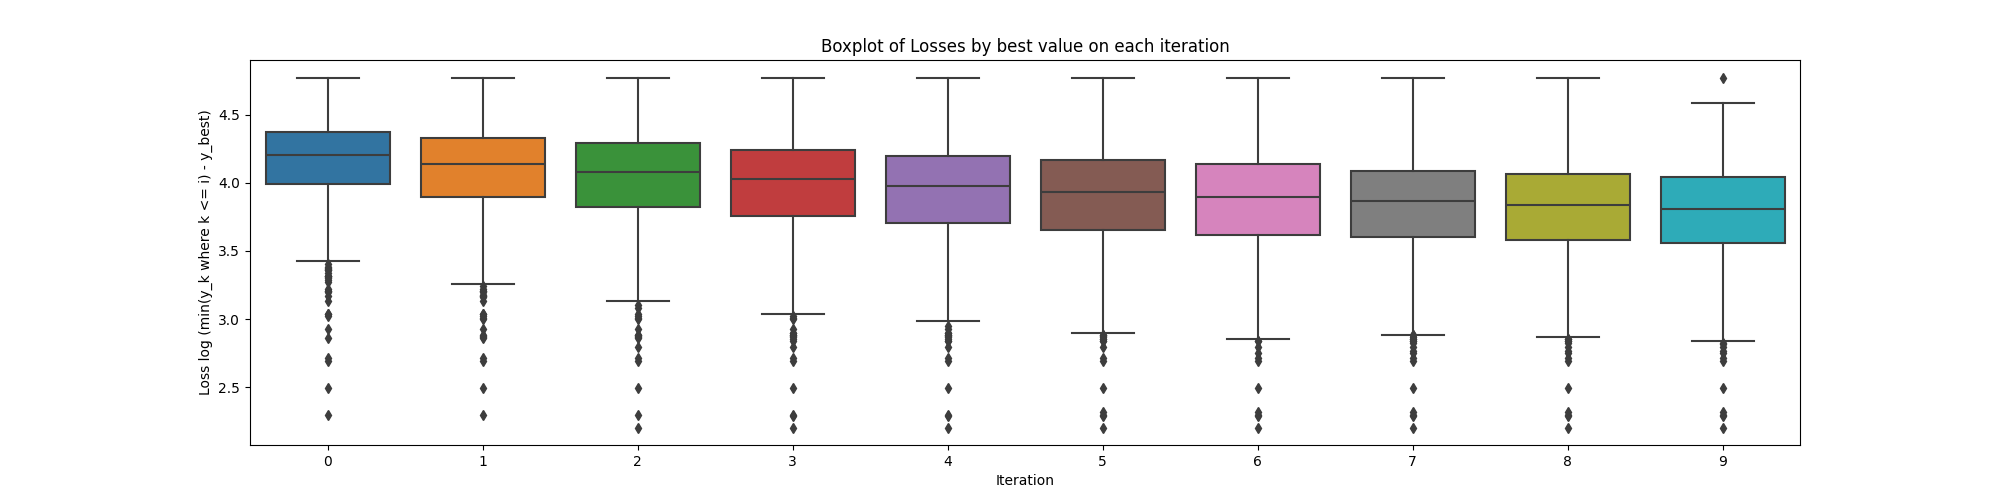 Boxplot of Losses by best value on each iteration
Loss log (min(y_k where k <= i) - y_best)
4.5
4.0
3.5
3.0
2.5
0 1 2 3 4 5 6 7 8 9
Iteration